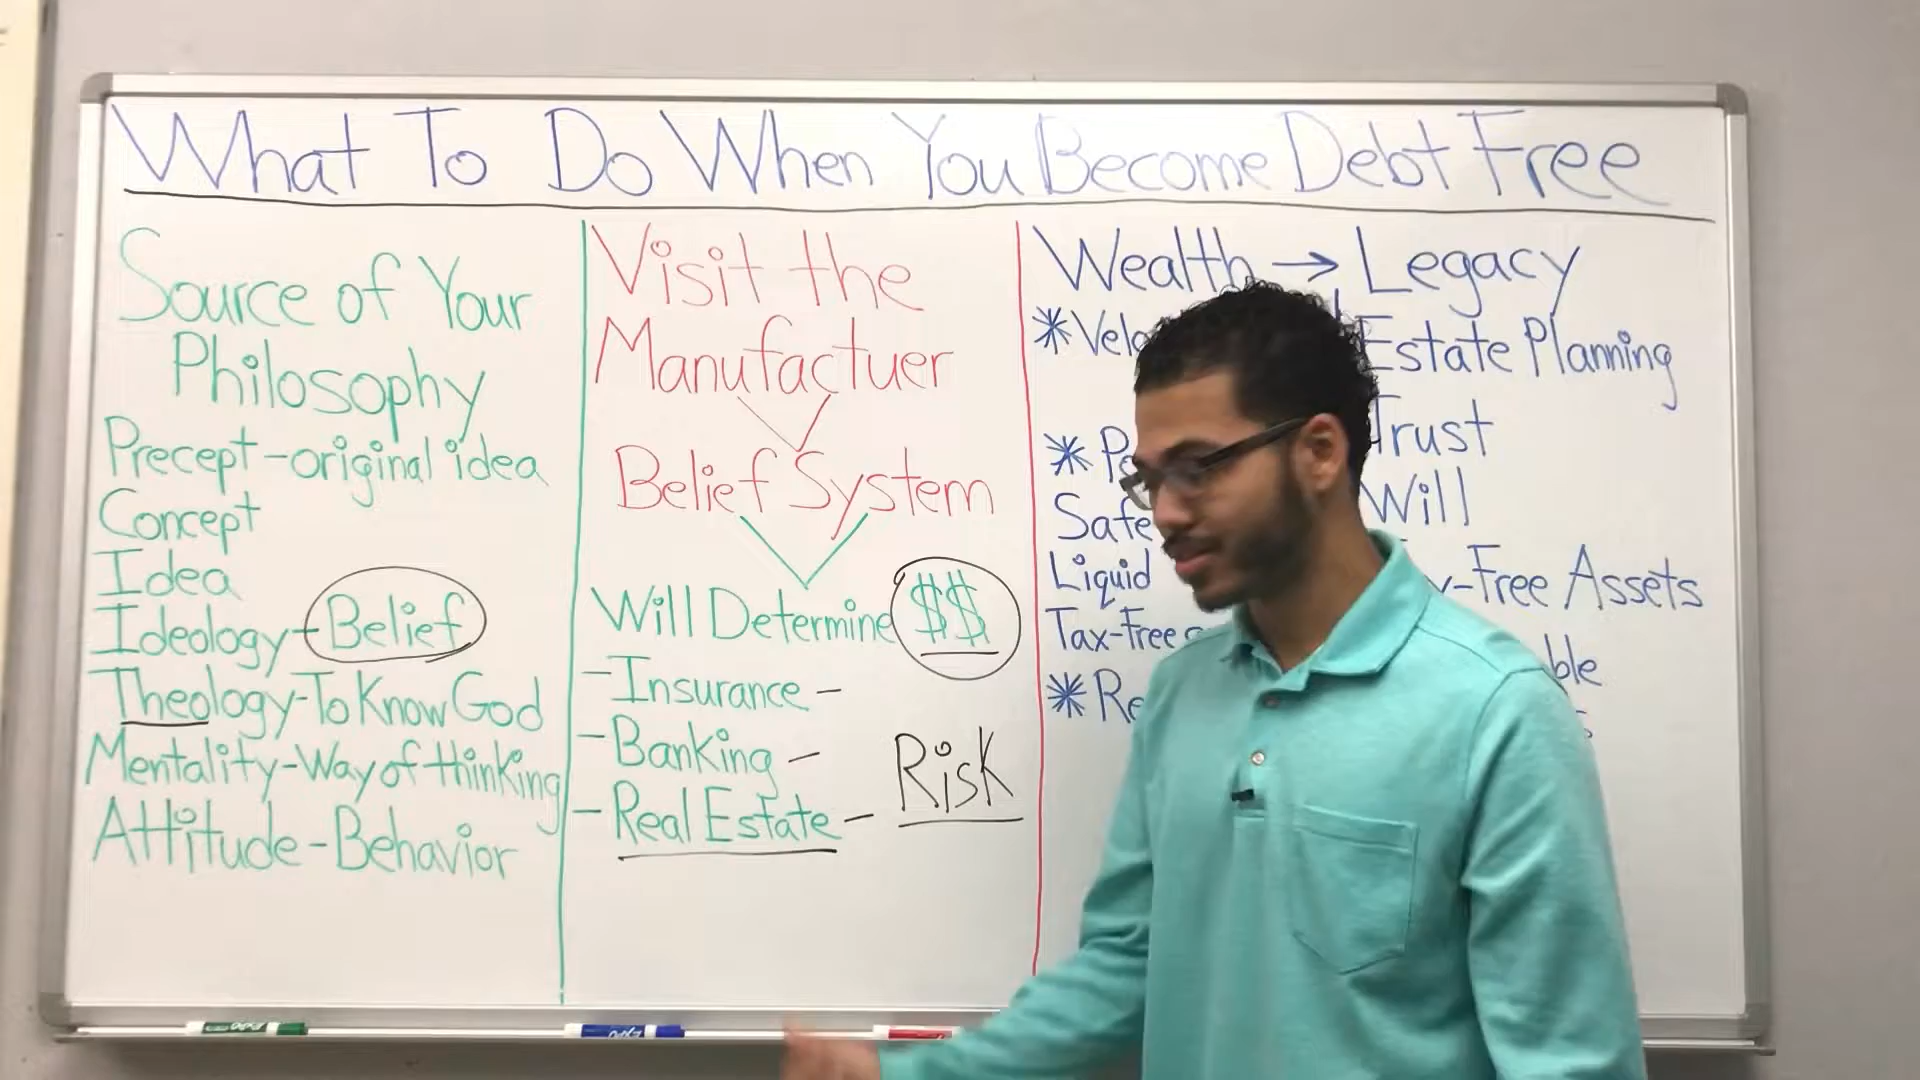 What To Do When You Become Debt Free
Source of Your
Philosophy
Precept-original idea
Concept
Idea
Ideology-Belief
Theology-To Know God
Mentality-Way of thinking
Attitude-Behavior
Visit the
Manufactuer
Belief System
Will Determine $$
-Insurance-
-Banking-
-Real Estate-
Risk
Wealth → Legacy
Estate Planning
Trust
Safe
Will
Liquid
-Free Assets
Tax-Free
EXPO